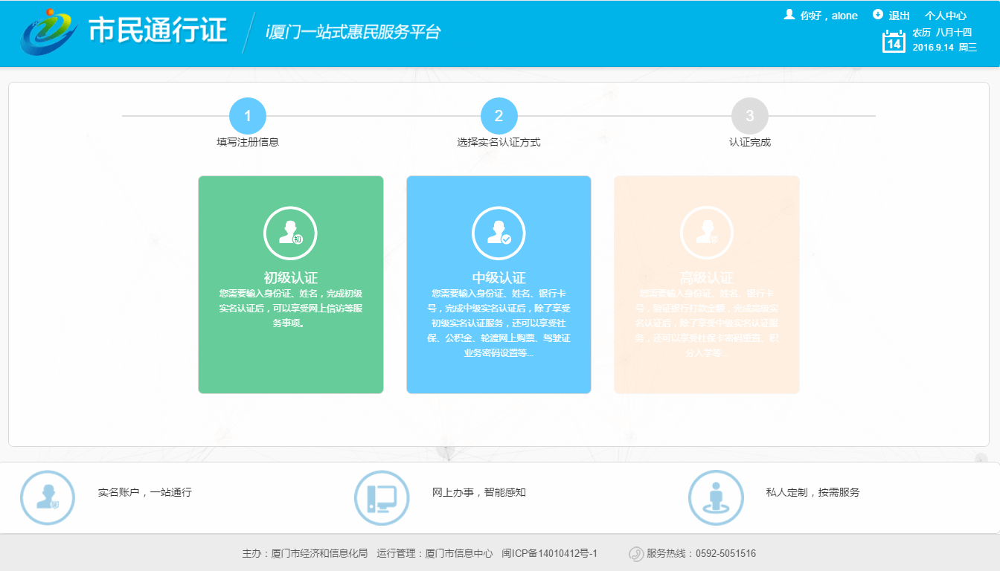 市民通行证
i厦门一站式惠民服务平台
你好，alone 退出 个人中心
农历 八月十四
14
2016.9.14 周三
1
2
3
填写注册信息
选择实名认证方式
认证完成
初
初级认证
您需要输入身份证、姓名，完成初级
实名认证后，可以享受网上信访等服
务事项。
中级认证
您需要输入身份证、姓名、银行卡
号，完成中级实名认证后，除了享受
初级实名认证服务，还可以享受社
保、公积金、轮渡网上购票、驾驶证
业务密码设置等...
高级认证
您需要输入身份证、姓名、银行卡
号，验证银行打款金额，完成高级实
名认证后，除了享受中级实名认证服
务，还可以享受社保卡密码重置、积
分入学等...
实名账户，一站通行
网上办事，智能感知
私人定制，按需服务
主办：厦门市经济和信息化局 运行管理：厦门市信息中心 闽ICP备14010412号-1 服务热线：0592-5051516